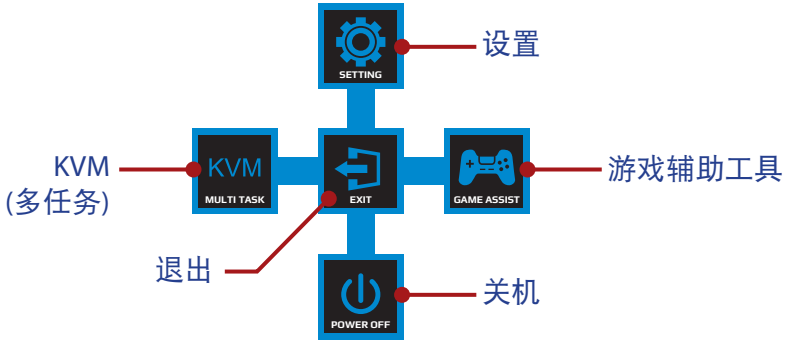 SETTING
设置
KVM
(多任务)
KVM
MULTI TASK
EXIT
GAME ASSIST
游戏辅助工具
退出
POWER OFF
关机